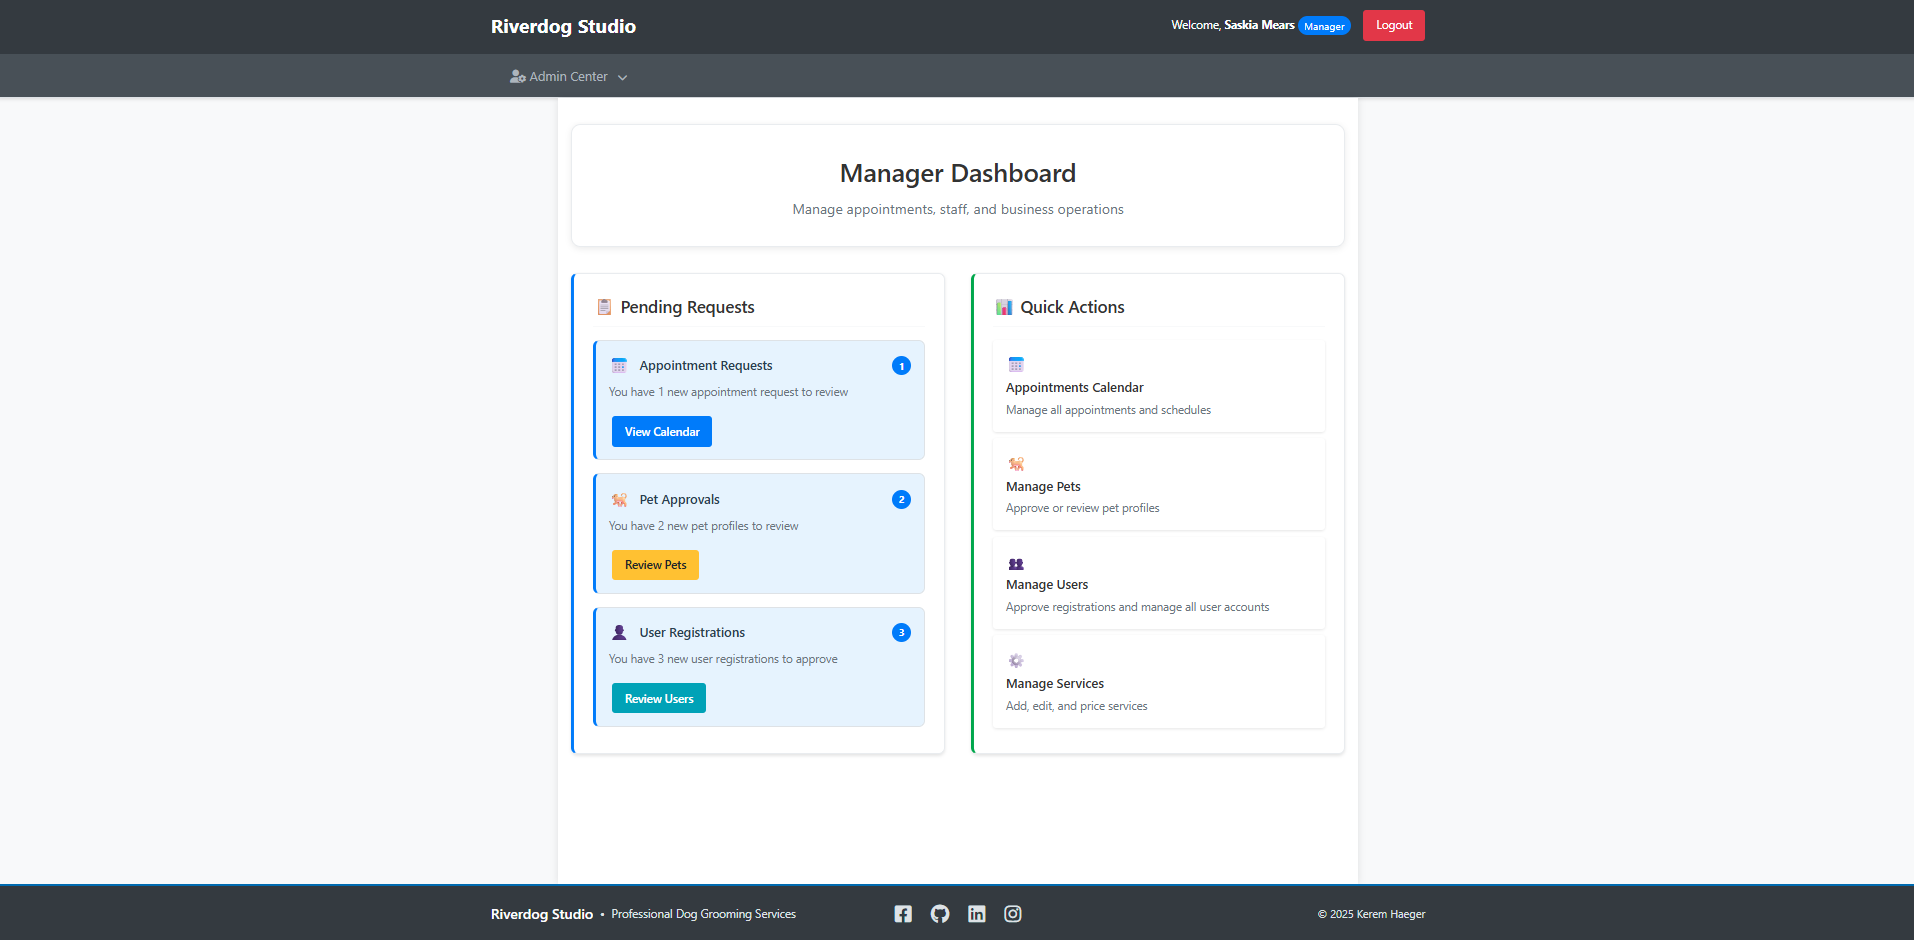 Riverdog Studio
Welcome, Saskia Mears Manager
Logout
Admin Center
Manager Dashboard
Manage appointments, staff, and business operations
Pending Requests
Appointment Requests
1
You have 1 new appointment request to review
View Calendar
Pet Approvals
2
You have 2 new pet profiles to review
Review Pets
User Registrations
3
You have 3 new user registrations to approve
Review Users
Quick Actions
Appointments Calendar
Manage all appointments and schedules
Manage Pets
Approve or review pet profiles
Manage Users
Approve registrations and manage all user accounts
Manage Services
Add, edit, and price services
Riverdog Studio • Professional Dog Grooming Services
© 2025 Kerem Haeger